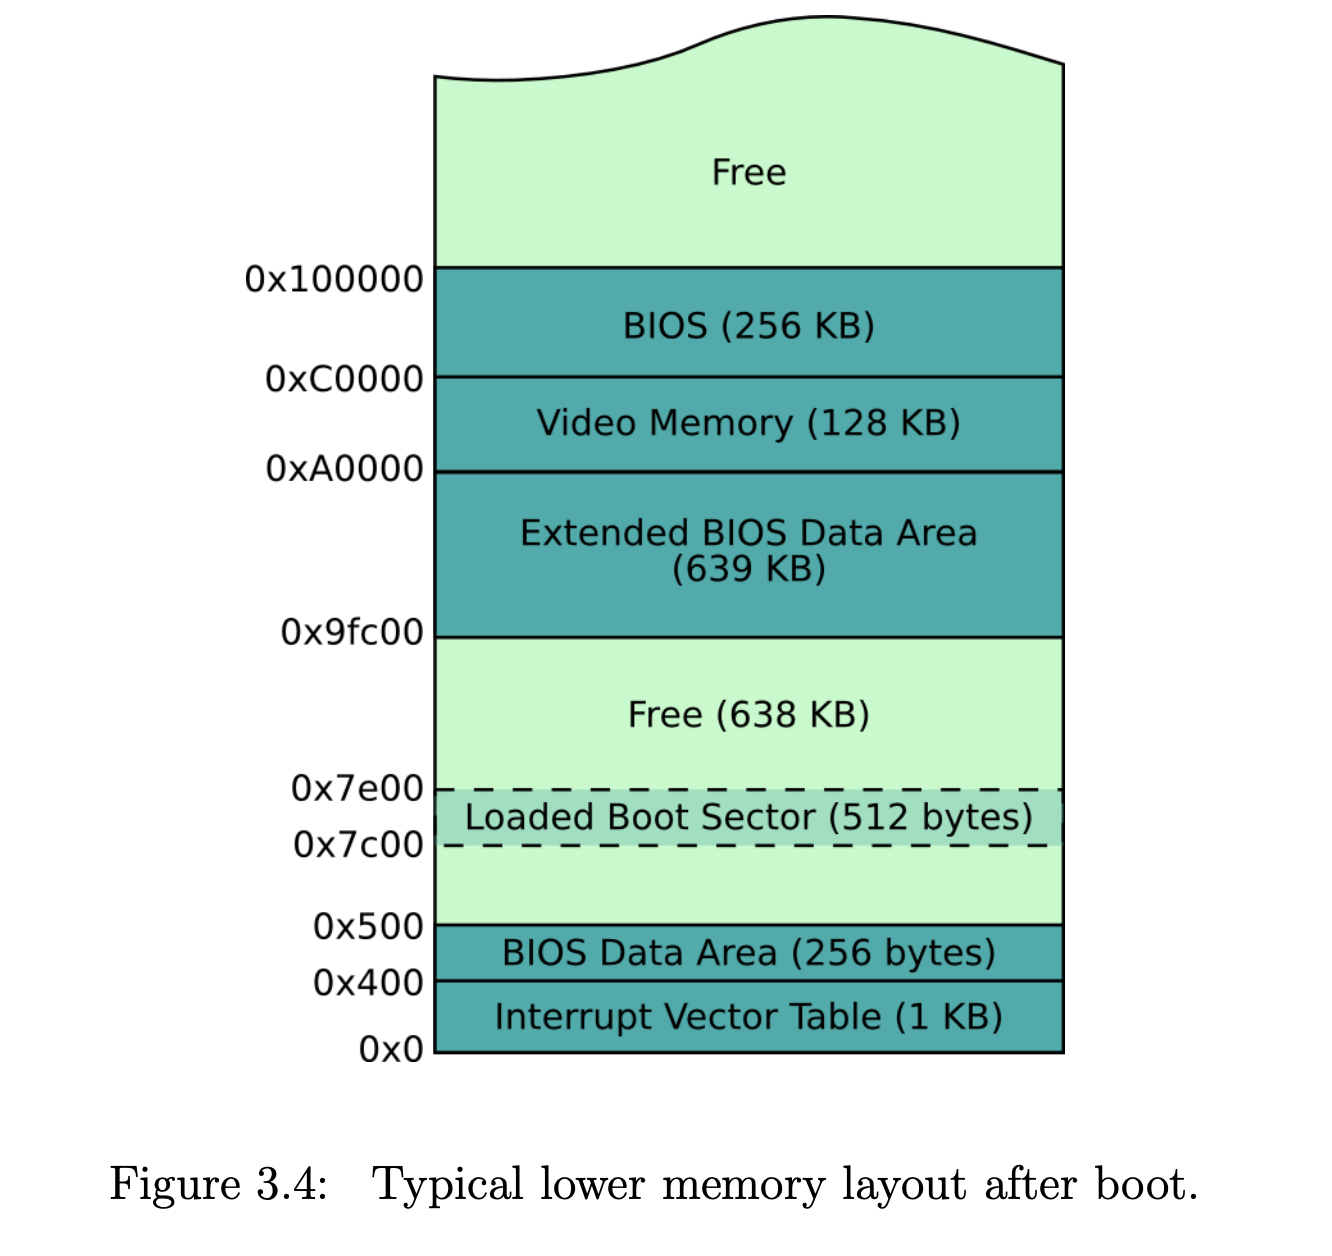 Free
0x100000
BIOS (256 KB)
0xC0000
Video Memory (128 KB)
0xA0000
Extended BIOS Data Area
(639 KB)
0x9fc00
Free (638 KB)
0x7e00
Loaded Boot Sector (512 bytes)
0x7c00
0x500
BIOS Data Area (256 bytes)
0x400
Interrupt Vector Table (1 KB)
0x0
Figure 3.4: Typical lower memory layout after boot.